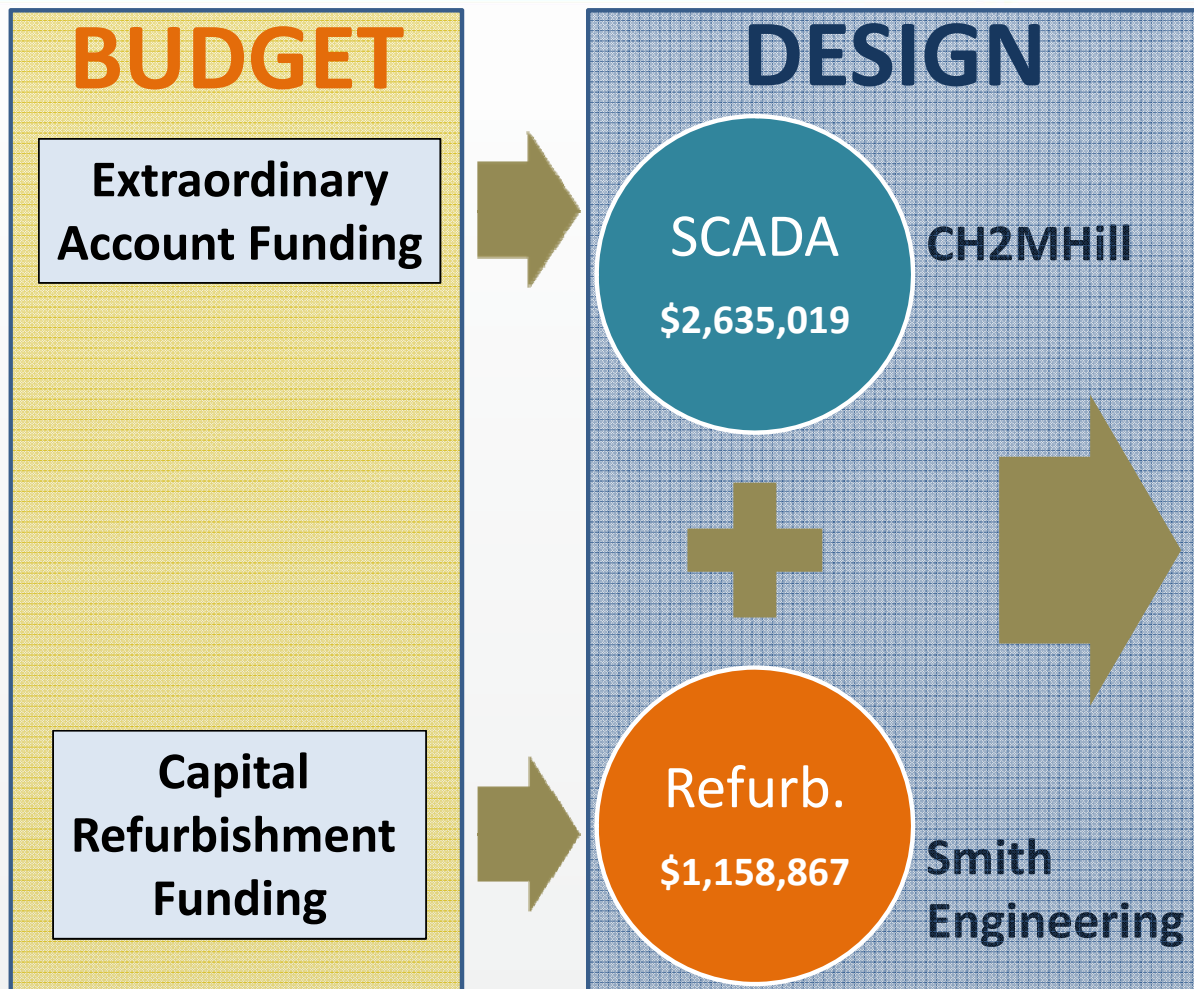 BUDGET
Extraordinary
Account Funding
Capital
Refurbishment
Funding
DESIGN
SCADA
$2,635,019
CH2MHill
Refurb.
$1,158,867
Smith
Engineering